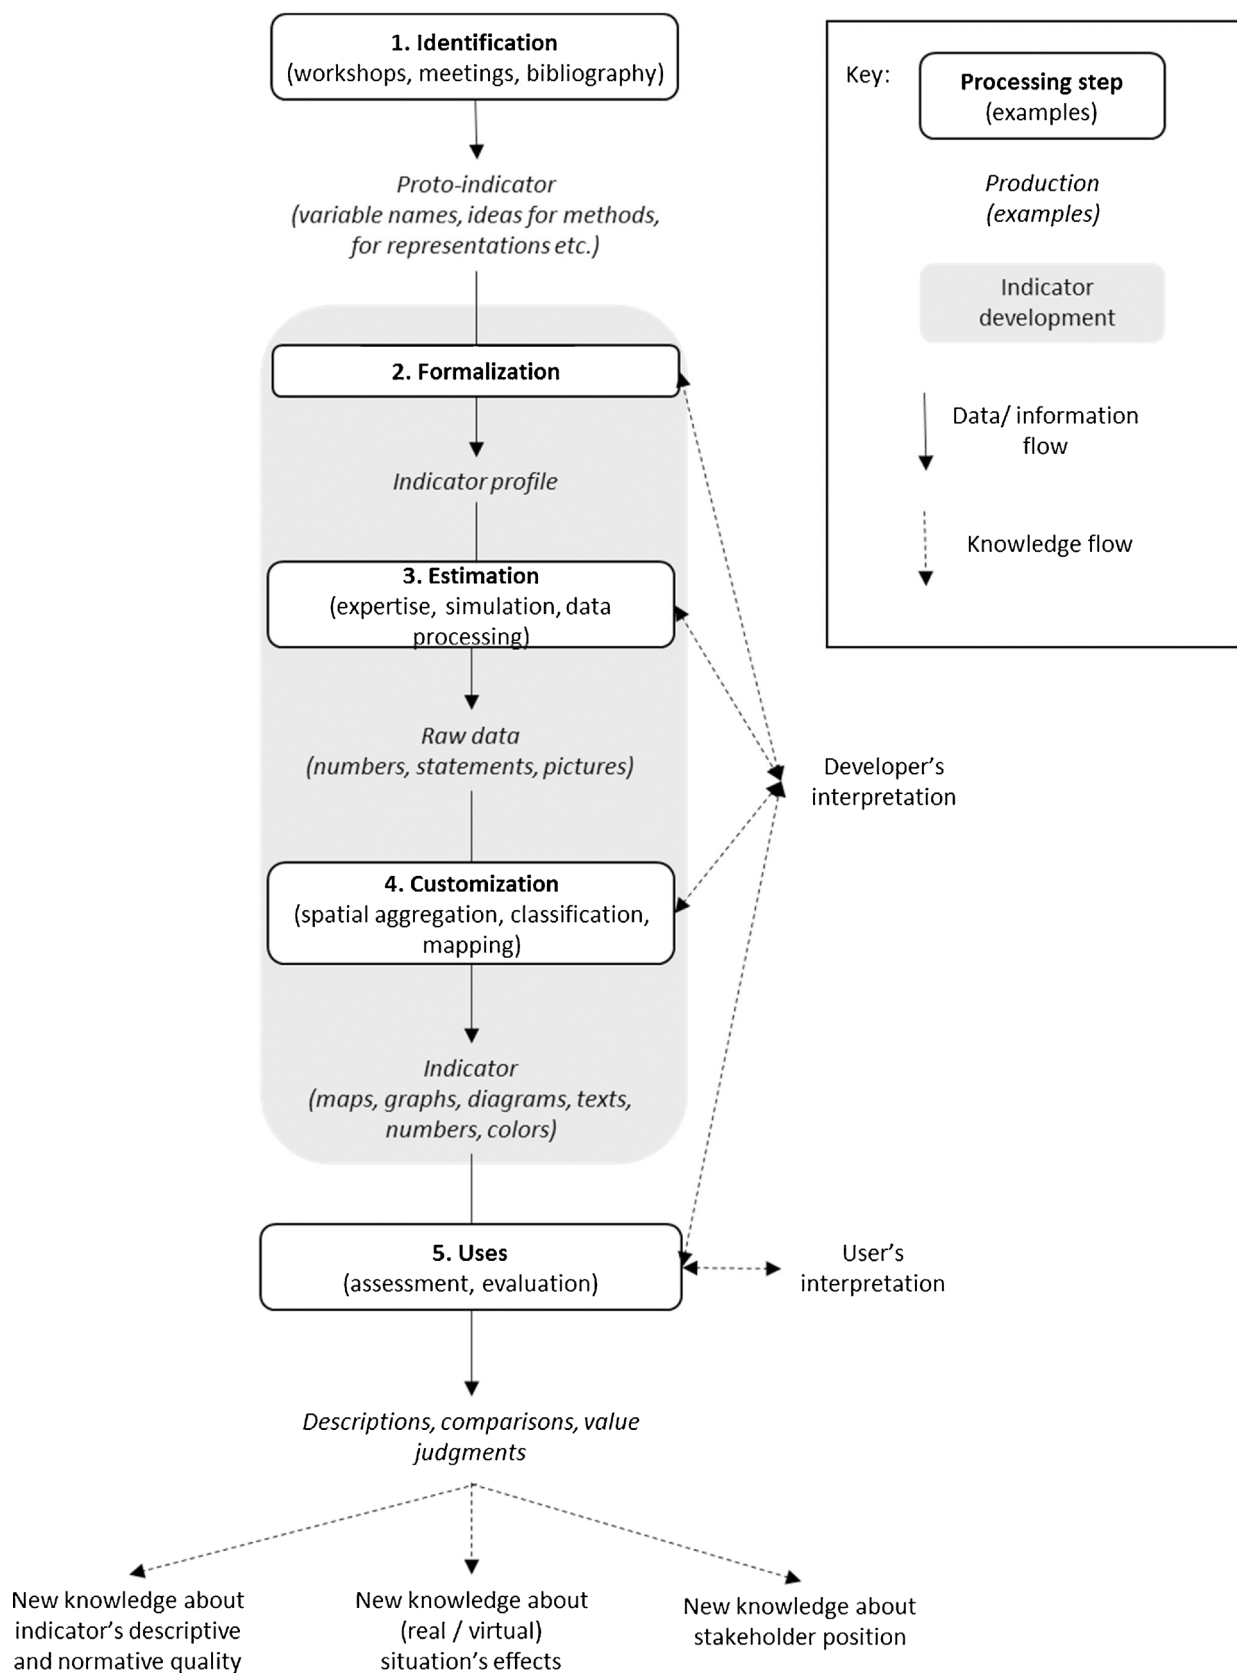 1. Identification
(workshops, meetings, bibliography)
Proto-indicator
(variable names, ideas for methods,
for representations etc.)
2. Formalization
Indicator profile
3. Estimation
(expertise, simulation, data
processing)
Raw data
(numbers, statements, pictures)
4. Customization
(spatial aggregation, classification,
mapping)
Indicator
(maps, graphs, diagrams, texts,
numbers, colors)
5. Uses
(assessment, evaluation)
Descriptions, comparisons, value
judgments
New knowledge about
indicator's descriptive
and normative quality
New knowledge about
(real / virtual)
situation's effects
New knowledge about
stakeholder position
Developer's
interpretation
User's
interpretation
Key:
Processing step
(examples)
Production
(examples)
Indicator
development
Data/ information
flow
Knowledge flow